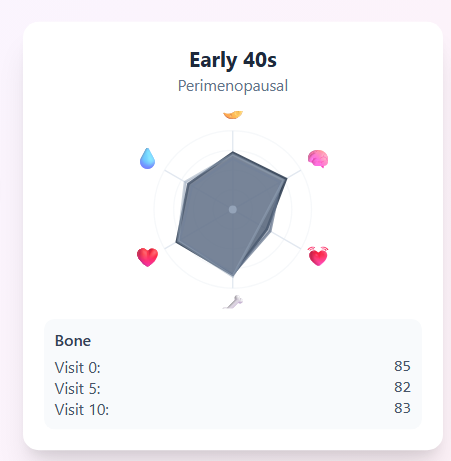 Early 40s
Perimenopausal
Bone
Visit 0: 85
Visit 5: 82
Visit 10: 83